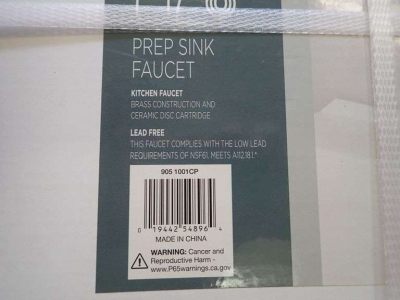 PREP SINK
FAUCET
KITCHEN FAUCET
BRASS CONSTRUCTION AND
CERAMIC DISC CARTRIDGE
LEAD FREE
THIS FAUCET COMPLIES WITH THE LOW LEAD
REQUIREMENTS OF NSF61. MEETS A112.18.1.*
905 1001CP
0 19442 54896 4
MADE IN CHINA
WARNING: Cancer and
Reproductive Harm -
www.P65warnings.ca.gov